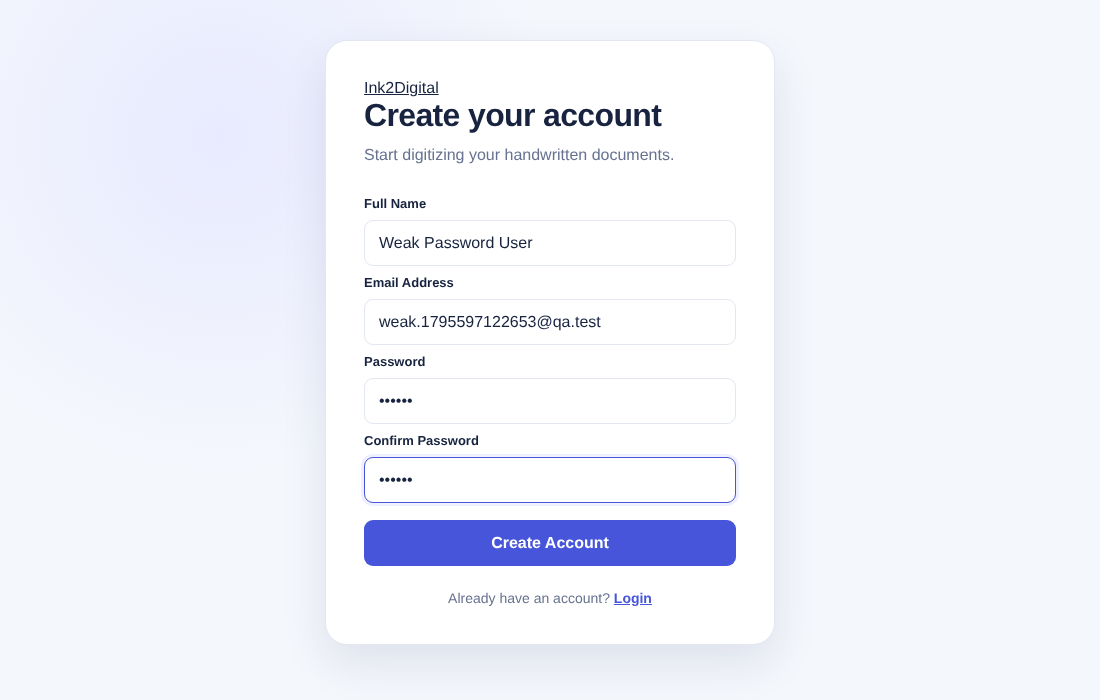 Ink2Digital
Create your account
Start digitizing your handwritten documents.
Full Name
Weak Password User
Email Address
weak.1795597122653@qa.test
Password
••••••
Confirm Password
••••••
Create Account
Already have an account? Login